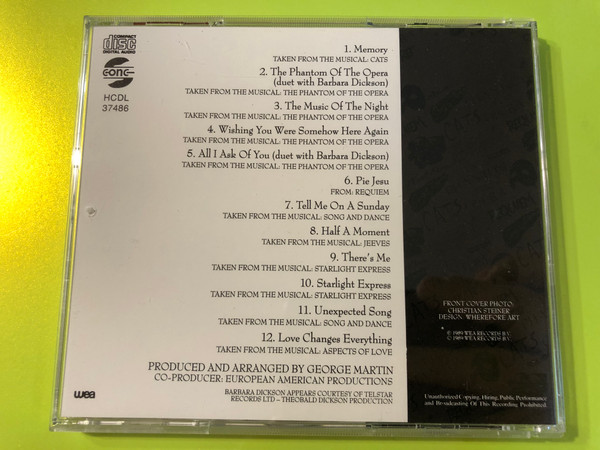 COMPACT
disc
DIGITAL AUDIO
Gong
HCDL
37486
1. Memory
TAKEN FROM THE MUSICAL: CATS
2. The Phantom Of The Opera
(duet with Barbara Dickson)
TAKEN FROM THE MUSICAL: THE PHANTOM OF THE OPERA
3. The Music Of The Night
TAKEN FROM THE MUSICAL: THE PHANTOM OF THE OPERA
4. Wishing You Were Somehow Here Again
TAKEN FROM THE MUSICAL: THE PHANTOM OF THE OPERA
5. All I Ask Of You (duet with Barbara Dickson)
TAKEN FROM THE MUSICAL: THE PHANTOM OF THE OPERA
6. Pie Jesu
FROM: REQUIEM
7. Tell Me On A Sunday
TAKEN FROM THE MUSICAL: SONG AND DANCE
8. Half A Moment
TAKEN FROM THE MUSICAL: JEEVES
9. There's Me
TAKEN FROM THE MUSICAL: STARLIGHT EXPRESS
10. Starlight Express
TAKEN FROM THE MUSICAL: STARLIGHT EXPRESS
11. Unexpected Song
TAKEN FROM THE MUSICAL: SONG AND DANCE
12. Love Changes Everything
TAKEN FROM THE MUSICAL: ASPECTS OF LOVE
PRODUCED AND ARRANGED BY GEORGE MARTIN
CO-PRODUCER: EUROPEAN AMERICAN PRODUCTIONS
BARBARA DICKSON APPEARS COURTESY OF TELSTAR
RECORDS LTD – THEOBALD DICKSON PRODUCTION
wea
FRONT COVER PHOTO:
CHRISTIAN STEINER
DESIGN: WHEREFORE ART
℗ 1989 WEA RECORDS B.V.
© 1989 WEA RECORDS B.V.
Unauthorized Copying, Hiring, Public Performance
and Broadcasting Of This Recording Prohibited.